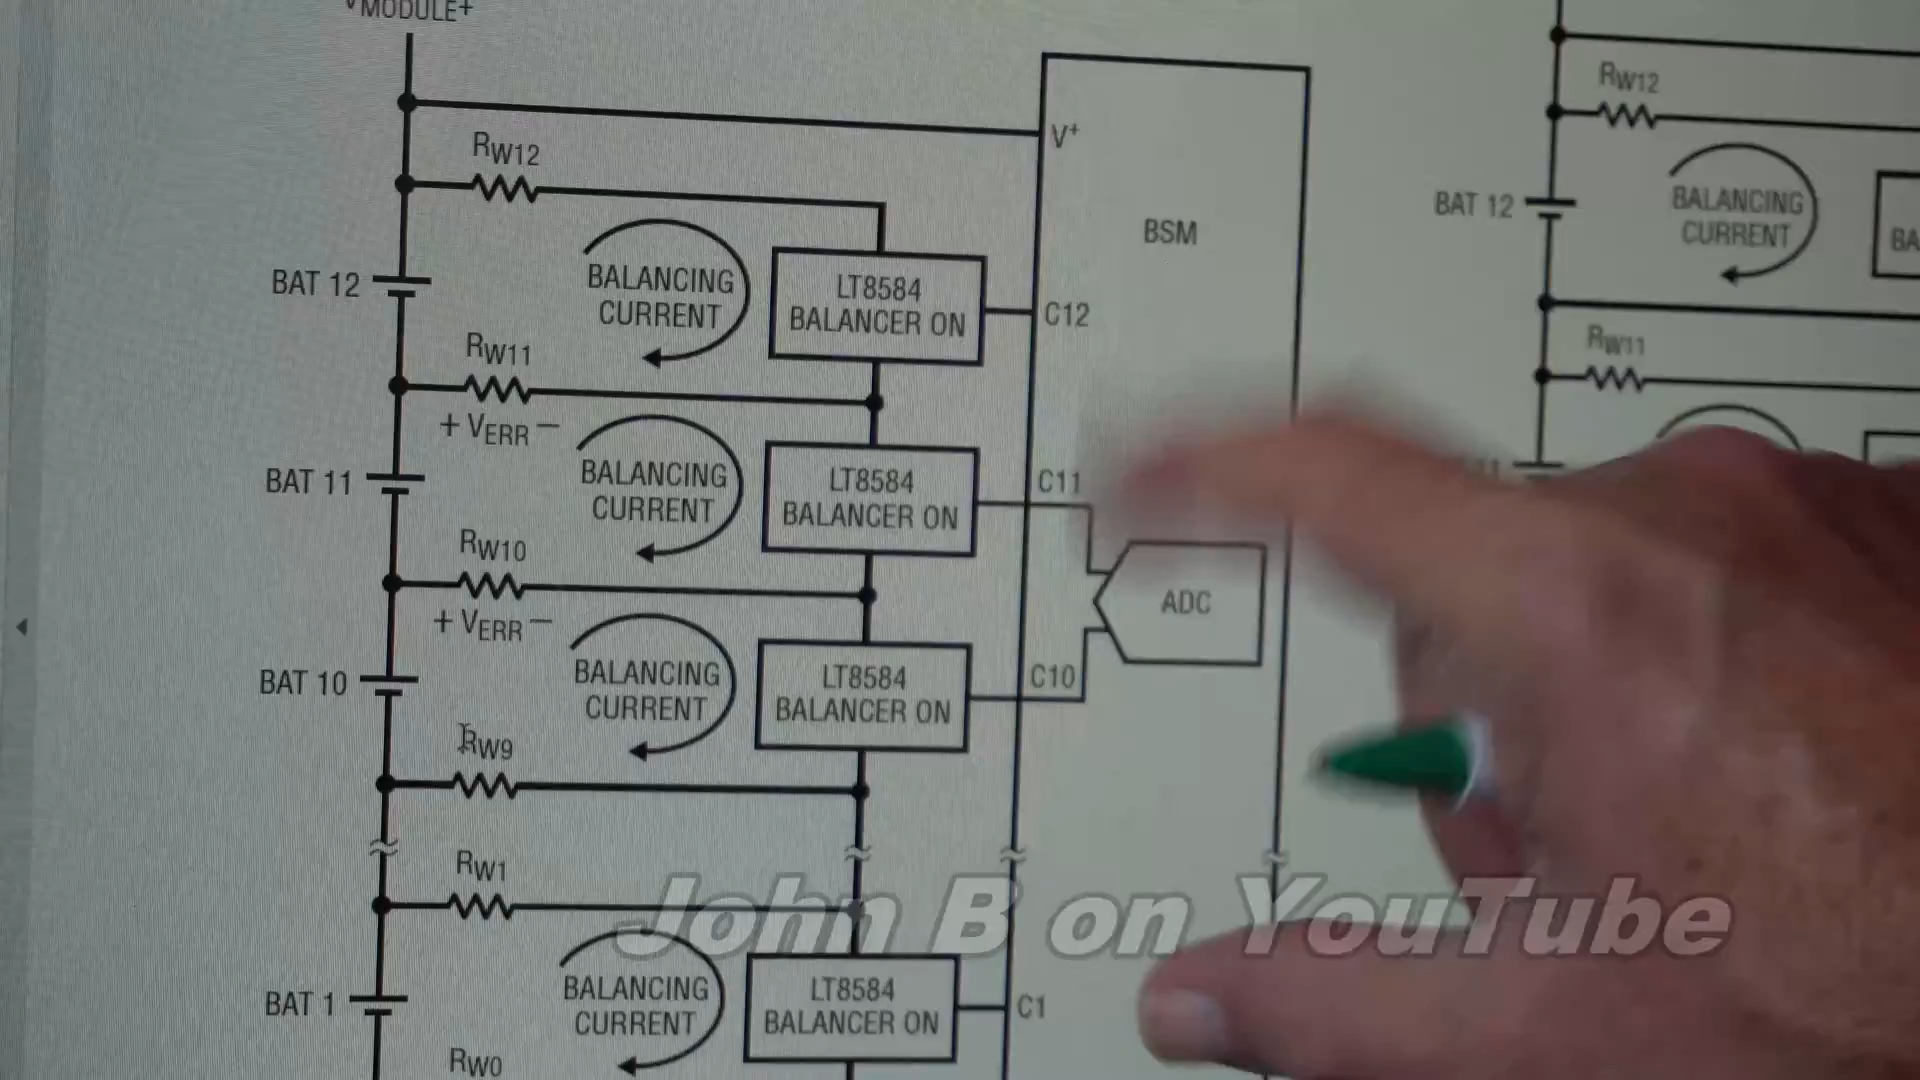 VMODULE+
RW12
V+
BSM
BAT 12
BALANCING
CURRENT
LT8584
BALANCER ON
C12
RW11
+ VERR −
BAT 11
BALANCING
CURRENT
LT8584
BALANCER ON
C11
RW10
+ VERR −
ADC
BAT 10
BALANCING
CURRENT
LT8584
BALANCER ON
C10
RW9
RW1
BAT 1
BALANCING
CURRENT
LT8584
BALANCER ON
C1
RW0
RW12
BAT 12
BALANCING
CURRENT
BA
RW11
John B on YouTube